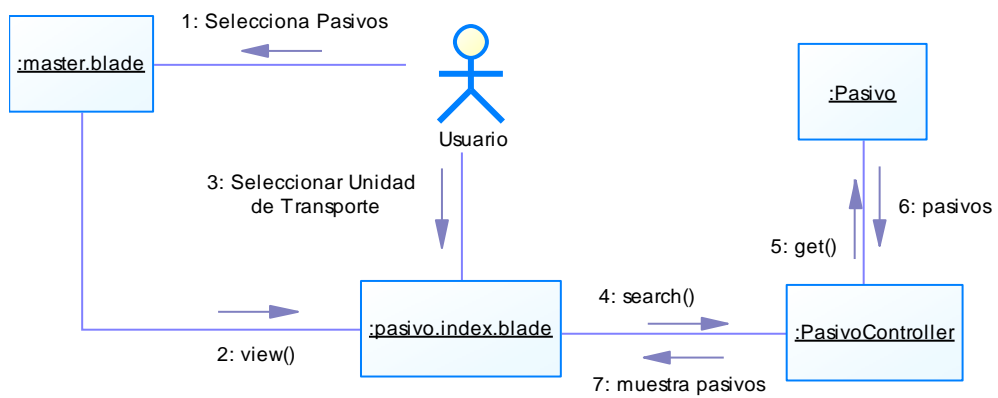 1: Selecciona Pasivos
:master.blade
:Pasivo
Usuario
3: Seleccionar Unidad
de Transporte
6: pasivos
5: get()
4: search()
:pasivo.index.blade
:PasivoController
2: view()
7: muestra pasivos